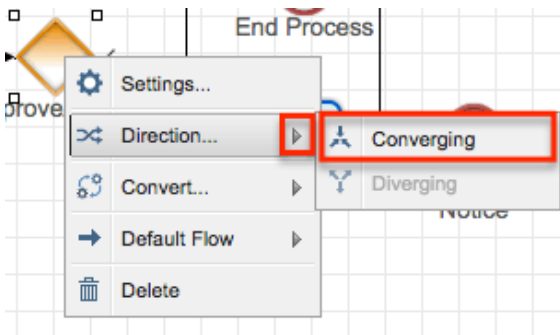 End Process
prove
Settings...
Direction...
Converging
Convert...
Diverging
Notice
Default Flow
Delete